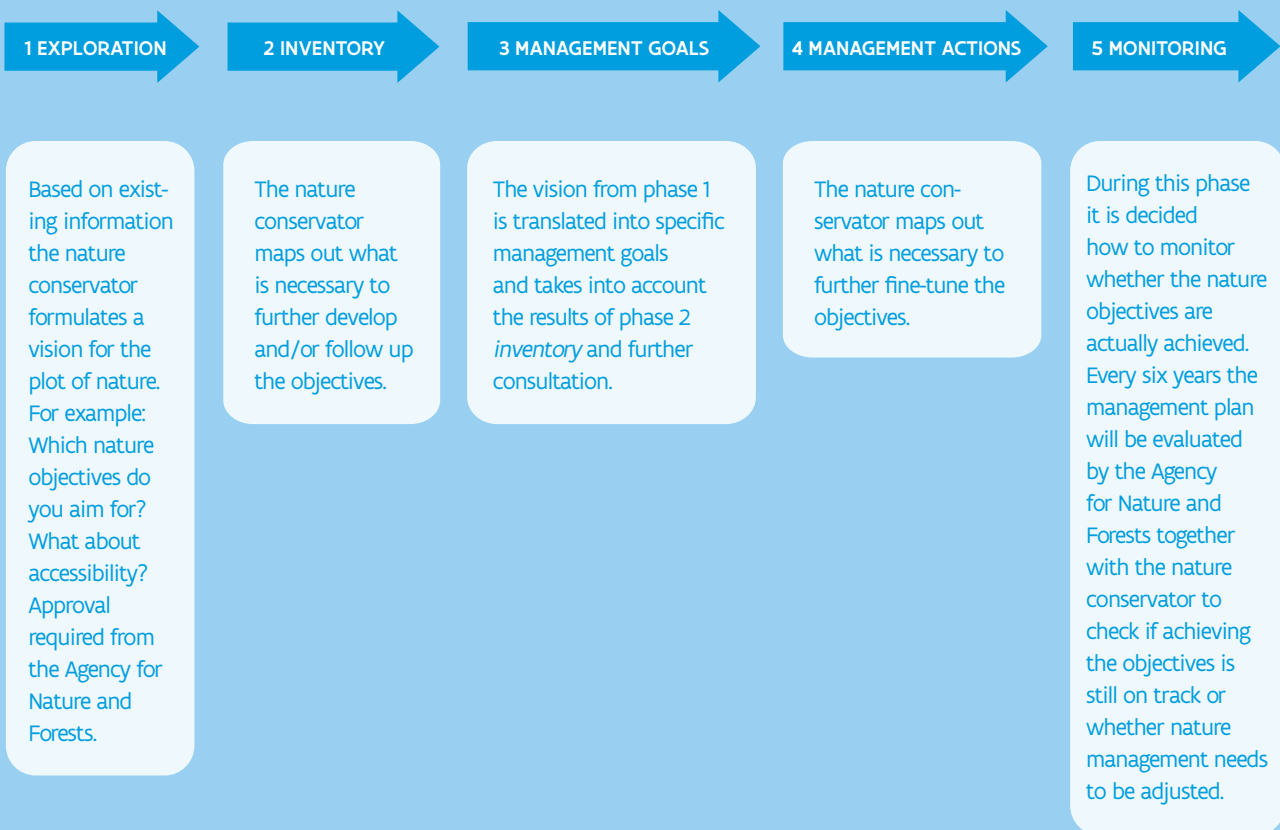 1 EXPLORATION
2 INVENTORY
3 MANAGEMENT GOALS
4 MANAGEMENT ACTIONS
5 MONITORING
Based on exist-
ing information
the nature
conservator
formulates a
vision for the
plot of nature.
For example:
Which nature
objectives do
you aim for?
What about
accessibility?
Approval
required from
the Agency for
Nature and
Forests.
The nature
conservator
maps out what
is necessary to
further develop
and/or follow up
the objectives.
The vision from phase 1
is translated into specific
management goals
and takes into account
the results of phase 2
inventory and further
consultation.
The nature con-
servator maps out
what is necessary to
further fine-tune the
objectives.
During this phase
it is decided
how to monitor
whether the nature
objectives are
actually achieved.
Every six years the
management plan
will be evaluated
by the Agency
for Nature and
Forests together
with the nature
conservator to
check if achieving
the objectives is
still on track or
whether nature
management needs
to be adjusted.